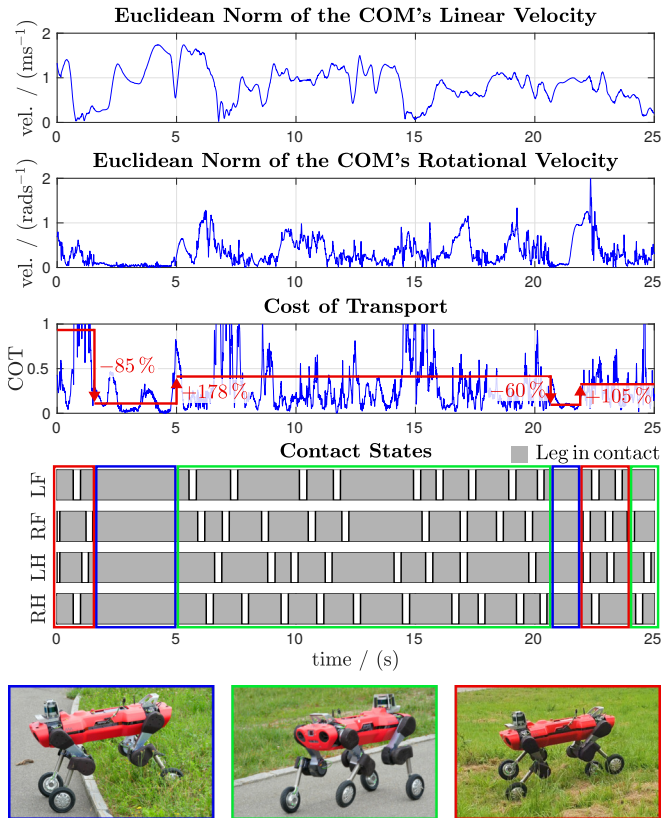 Euclidean Norm of the COM's Linear Velocity
vel. / (ms⁻¹)
2
1
0
0 5 10 15 20 25
Euclidean Norm of the COM's Rotational Velocity
vel. / (rads⁻¹)
2
1
0
0 5 10 15 20 25
Cost of Transport
COT
1
0.5
0
−85 %
+178 %
−60 %
+105 %
0 5 10 15 20 25
Contact States
Leg in contact
LF
RF
LH
RH
0 5 10 15 20 25
time / (s)